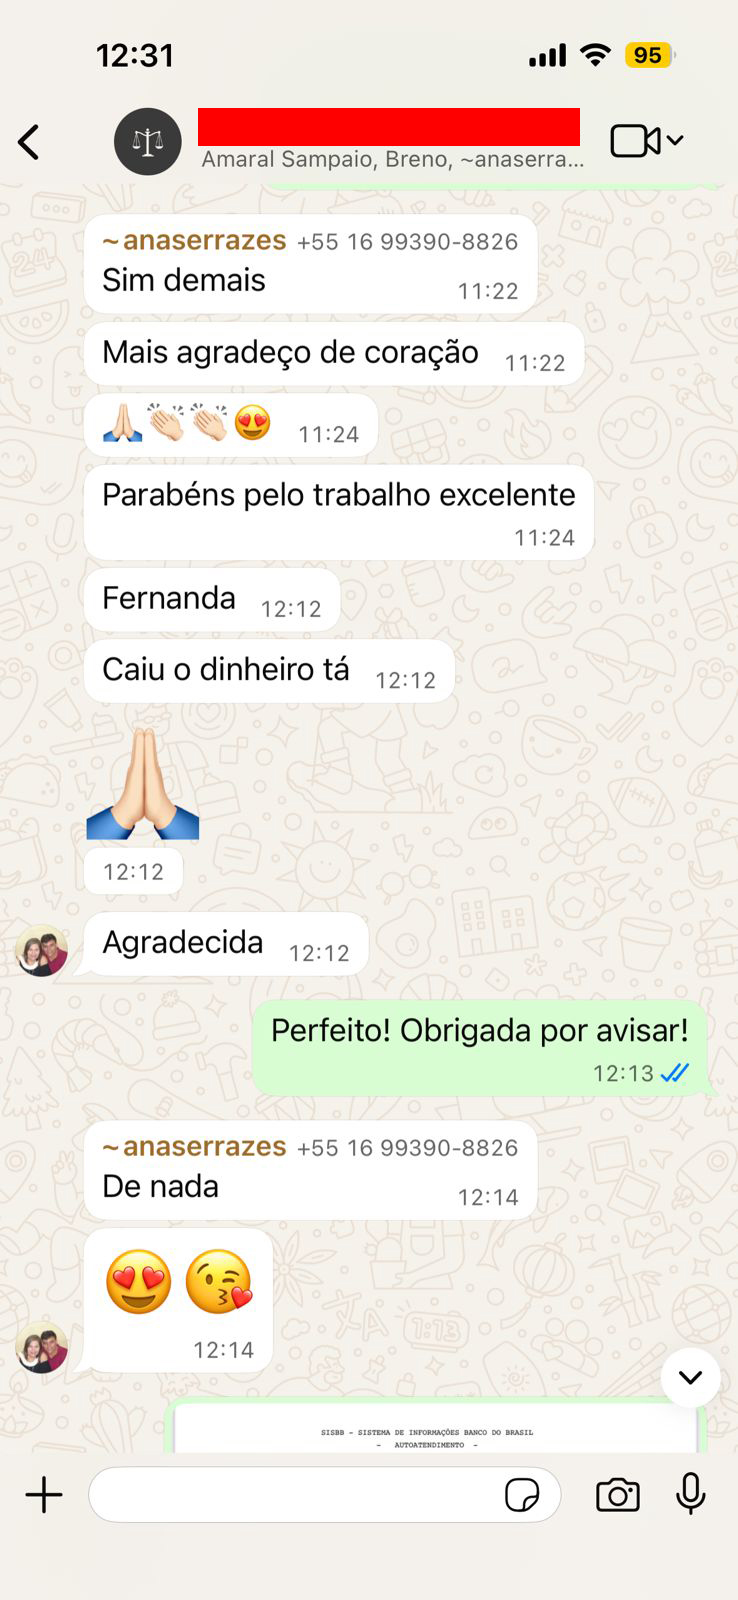 12:31
95
Amaral Sampaio, Breno, ~anaserra...
~anaserrazes +55 16 99390-8826
Sim demais
11:22
Mais agradeço de coração 11:22
11:24
Parabéns pelo trabalho excelente
11:24
Fernanda 12:12
Caiu o dinheiro tá 12:12
12:12
Agradecida 12:12
Perfeito! Obrigada por avisar!
12:13
~anaserrazes +55 16 99390-8826
De nada
12:14
12:14
SISBB - SISTEMA DE INFORMAÇÕES BANCO DO BRASIL
- AUTOATENDIMENTO -